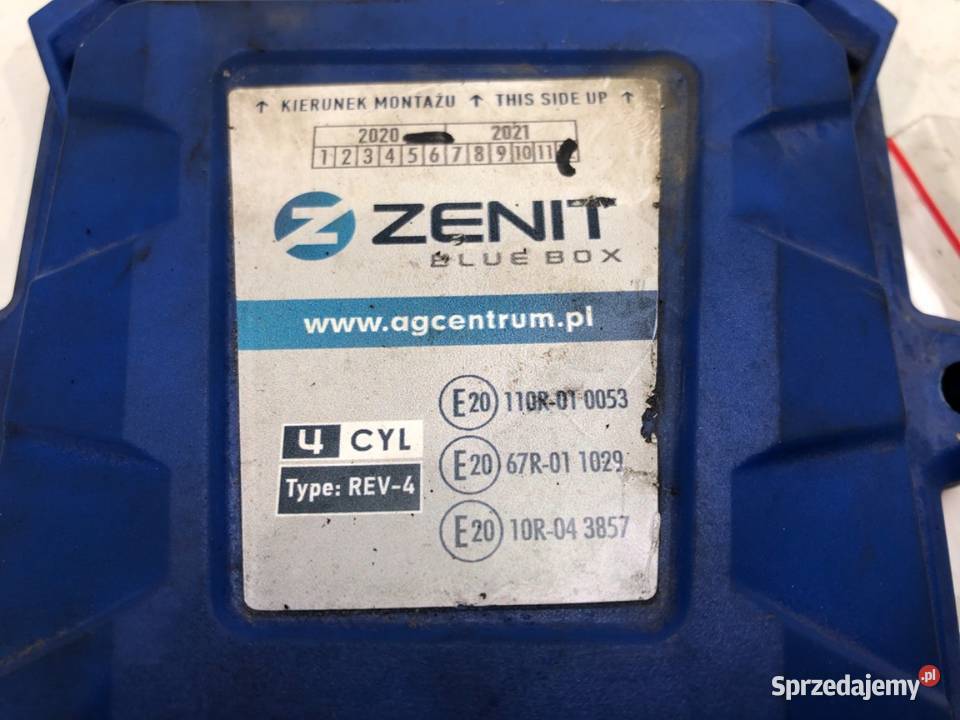 ↑ KIERUNEK MONTAŻU ↑ THIS SIDE UP ↑
2020 2021
1 2 3 4 5 6 7 8 9 10 11
ZENIT
BLUE BOX
www.agcentrum.pl
E20 110R-01 0053
4 CYL
E20 67R-01 1029
Type: REV-4
E20 10R-04 3857
Sprzedajemy.pl